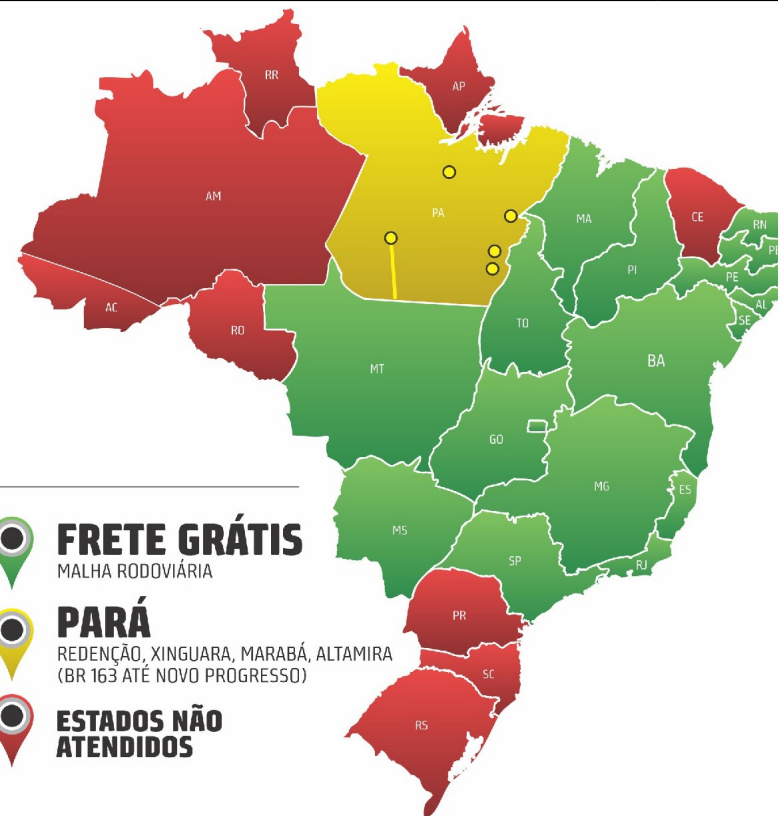 RR
AP
AM
PA
MA
CE
RN
PI
PE
AL
SE
AC
RO
TO
BA
MT
GO
MG
ES
MS
SP
RJ
PR
SC
RS
FRETE GRÁTIS
MALHA RODOVIÁRIA
PARÁ
REDENÇÃO, XINGUARA, MARABÁ, ALTAMIRA
(BR 163 ATÉ NOVO PROGRESSO)
ESTADOS NÃO
ATENDIDOS